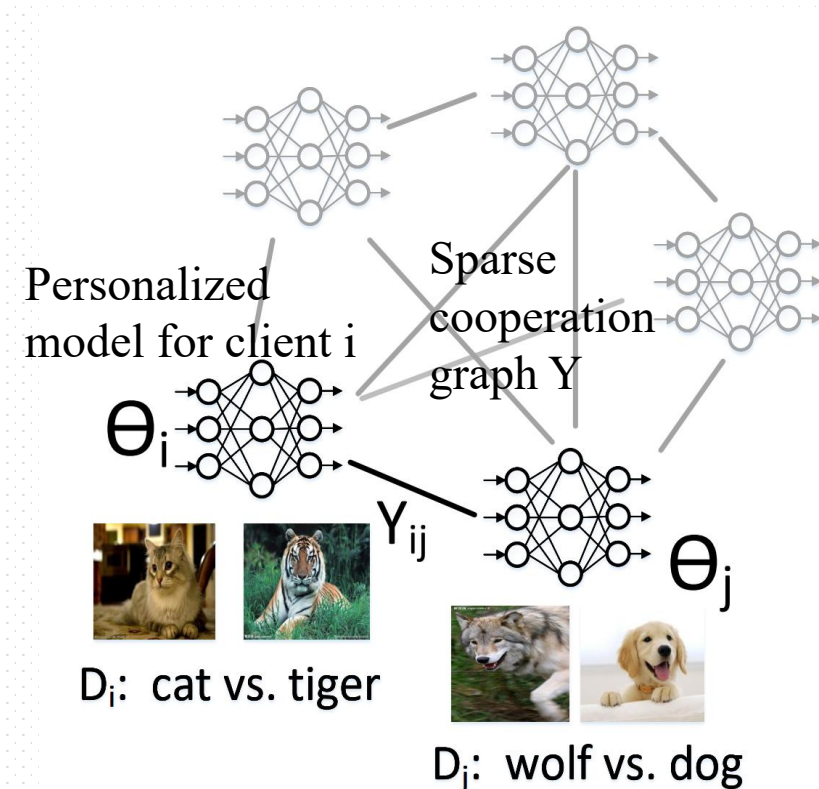 Personalized
model for client i
Sparse
cooperation
graph Y
Θi
Yij
Θj
Di: cat vs. tiger
Dj: wolf vs. dog